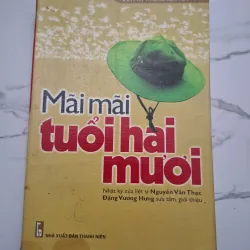 Mãi mãi
tuổi hai
mươi
Nhật ký của liệt sĩ Nguyễn Văn Thạc
Đặng Vương Hưng, sưu tầm, giới thiệu
NHÀ XUẤT BẢN THANH NIÊN